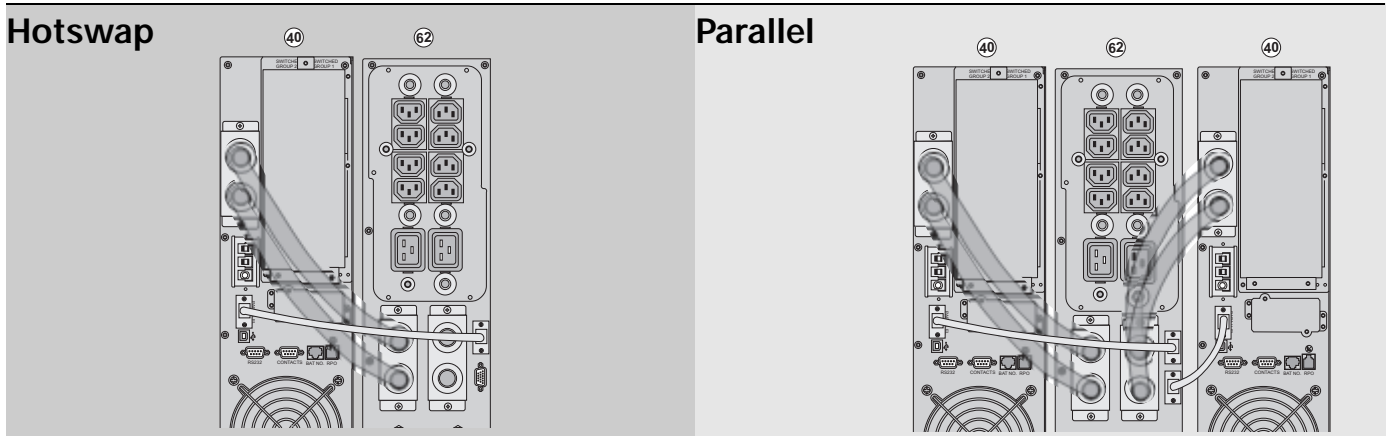 Hotswap
40
62
SWITCHED SWITCHED
GROUP 2 GROUP 1
RS232
CONTACTS
BAT NO.
RPO
Parallel
40
62
40
SWITCHED SWITCHED
GROUP 2 GROUP 1
SWITCHED SWITCHED
GROUP 2 GROUP 1
RS232
CONTACTS
BAT NO.
RPO
RS232
CONTACTS
BAT NO.
RPO